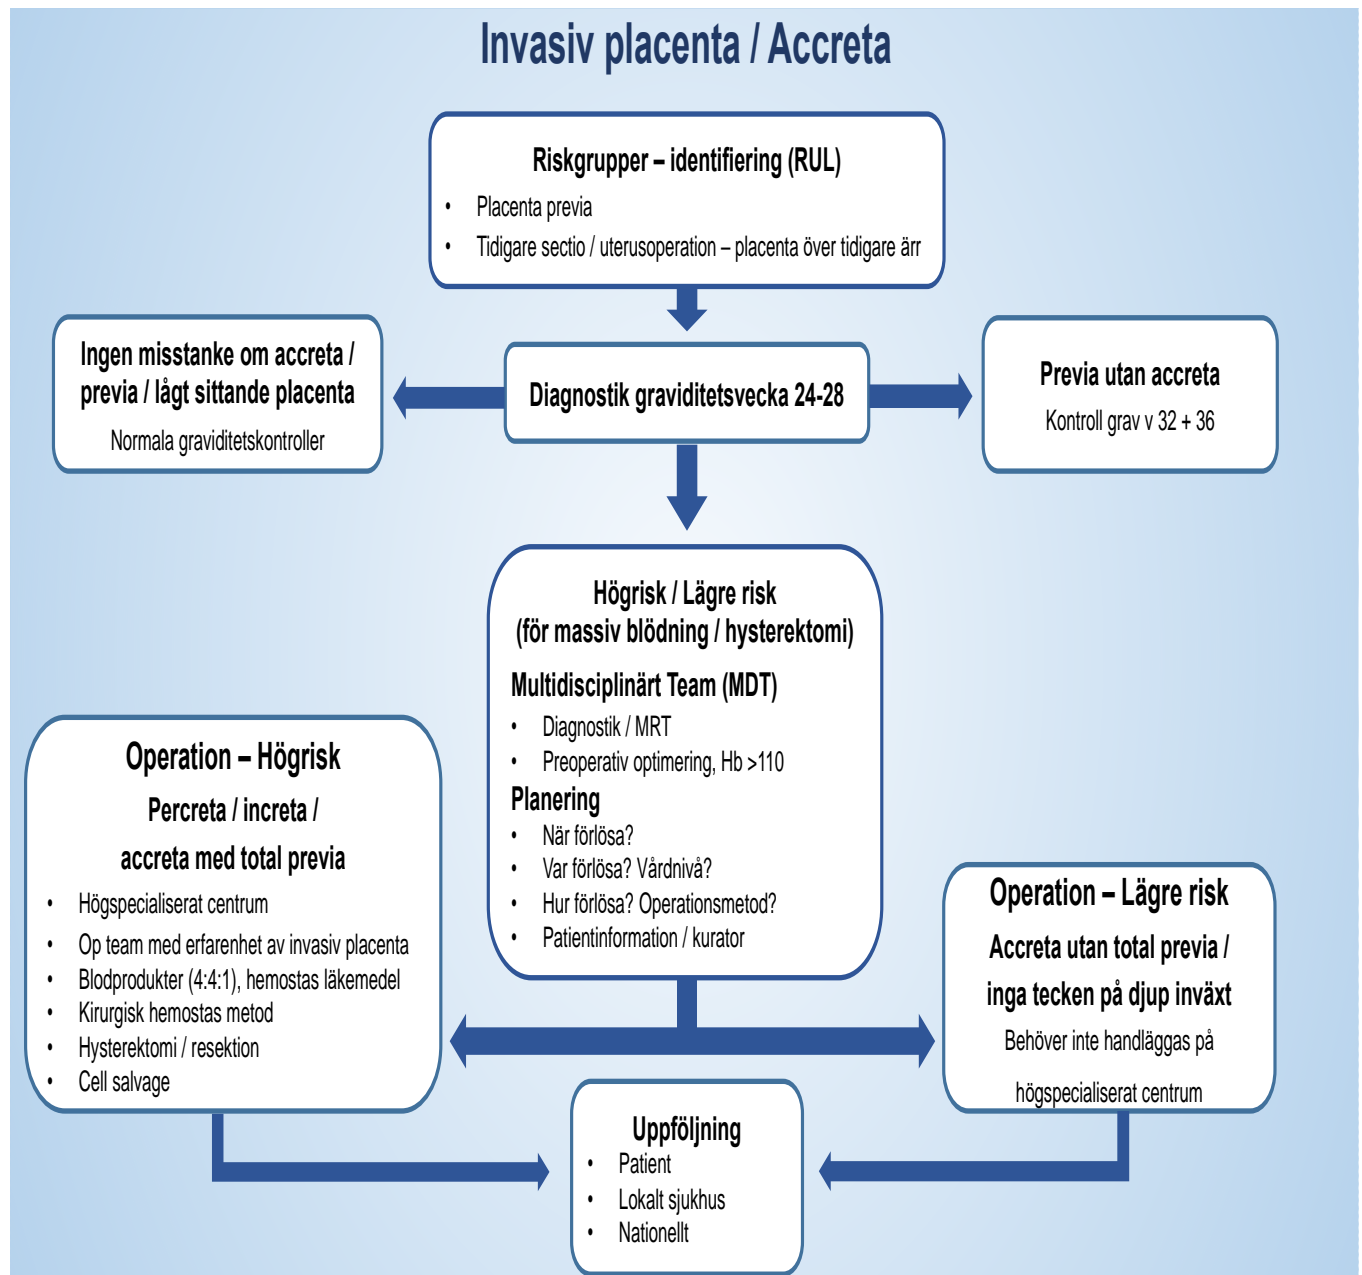 Invasiv placenta / Accreta
Riskgrupper – identifiering (RUL)
• Placenta previa
• Tidigare sectio / uterusoperation – placenta över tidigare ärr
Ingen misstanke om accreta /
previa / lågt sittande placenta
Normala graviditetskontroller
Diagnostik graviditetsvecka 24-28
Previa utan accreta
Kontroll grav v 32 + 36
Högrisk / Lägre risk
(för massiv blödning / hysterektomi)
Multidisciplinärt Team (MDT)
• Diagnostik / MRT
• Preoperativ optimering, Hb >110
Planering
• När förlösa?
• Var förlösa? Vårdnivå?
• Hur förlösa? Operationsmetod?
• Patientinformation / kurator
Operation – Högrisk
Percreta / increta /
accreta med total previa
• Högspecialiserat centrum
• Op team med erfarenhet av invasiv placenta
• Blodprodukter (4:4:1), hemostas läkemedel
• Kirurgisk hemostas metod
• Hysterektomi / resektion
• Cell salvage
Operation – Lägre risk
Accreta utan total previa /
inga tecken på djup inväxt
Behöver inte handläggas på
högspecialiserat centrum
Uppföljning
• Patient
• Lokalt sjukhus
• Nationellt